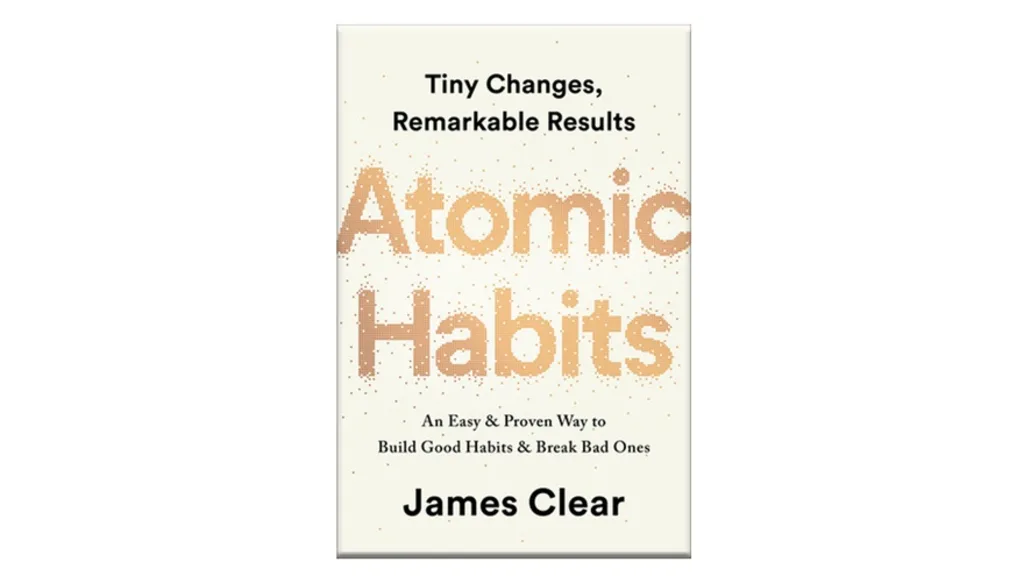 Tiny Changes,
Remarkable Results
Atomic
Habits
An Easy & Proven Way to
Build Good Habits & Break Bad Ones
James Clear